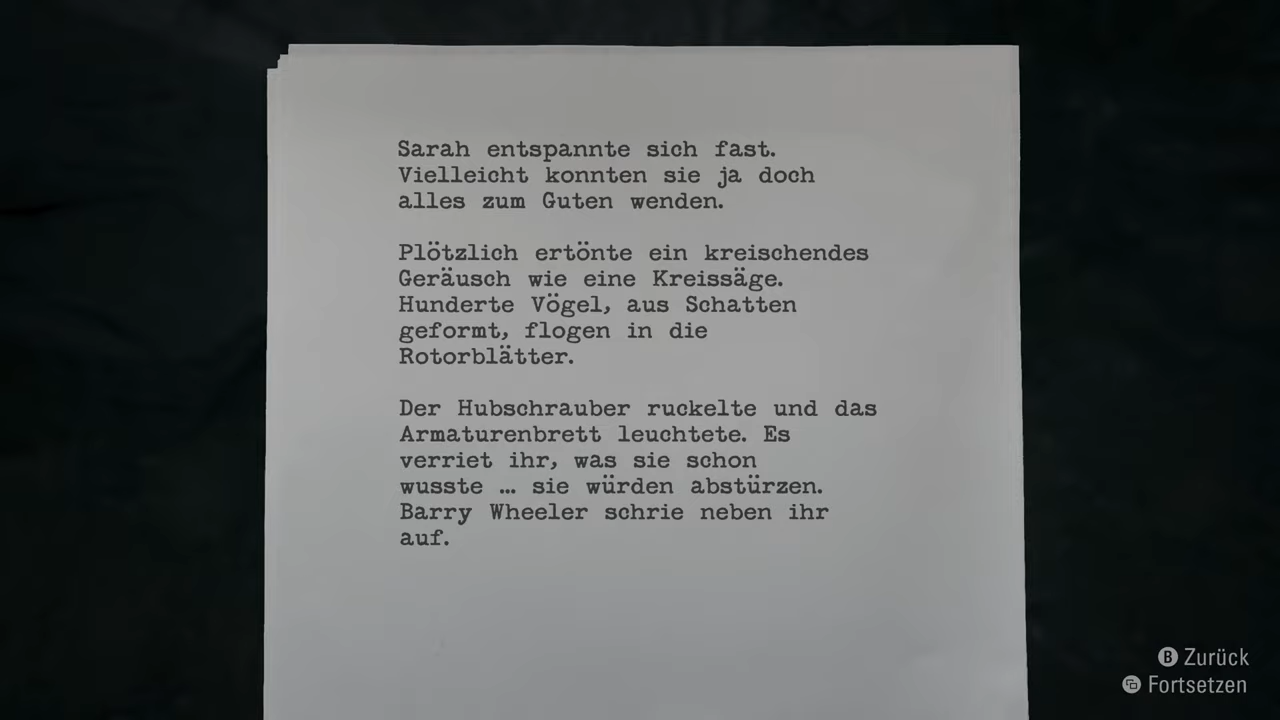 Sarah entspannte sich fast.
Vielleicht konnten sie ja doch
alles zum Guten wenden.
Plötzlich ertönte ein kreischendes
Geräusch wie eine Kreissäge.
Hunderte Vögel, aus Schatten
geformt, flogen in die
Rotorblätter.
Der Hubschrauber ruckelte und das
Armaturenbrett leuchtete. Es
verriet ihr, was sie schon
wusste … sie würden abstürzen.
Barry Wheeler schrie neben ihr
auf.
B Zurück
Fortsetzen